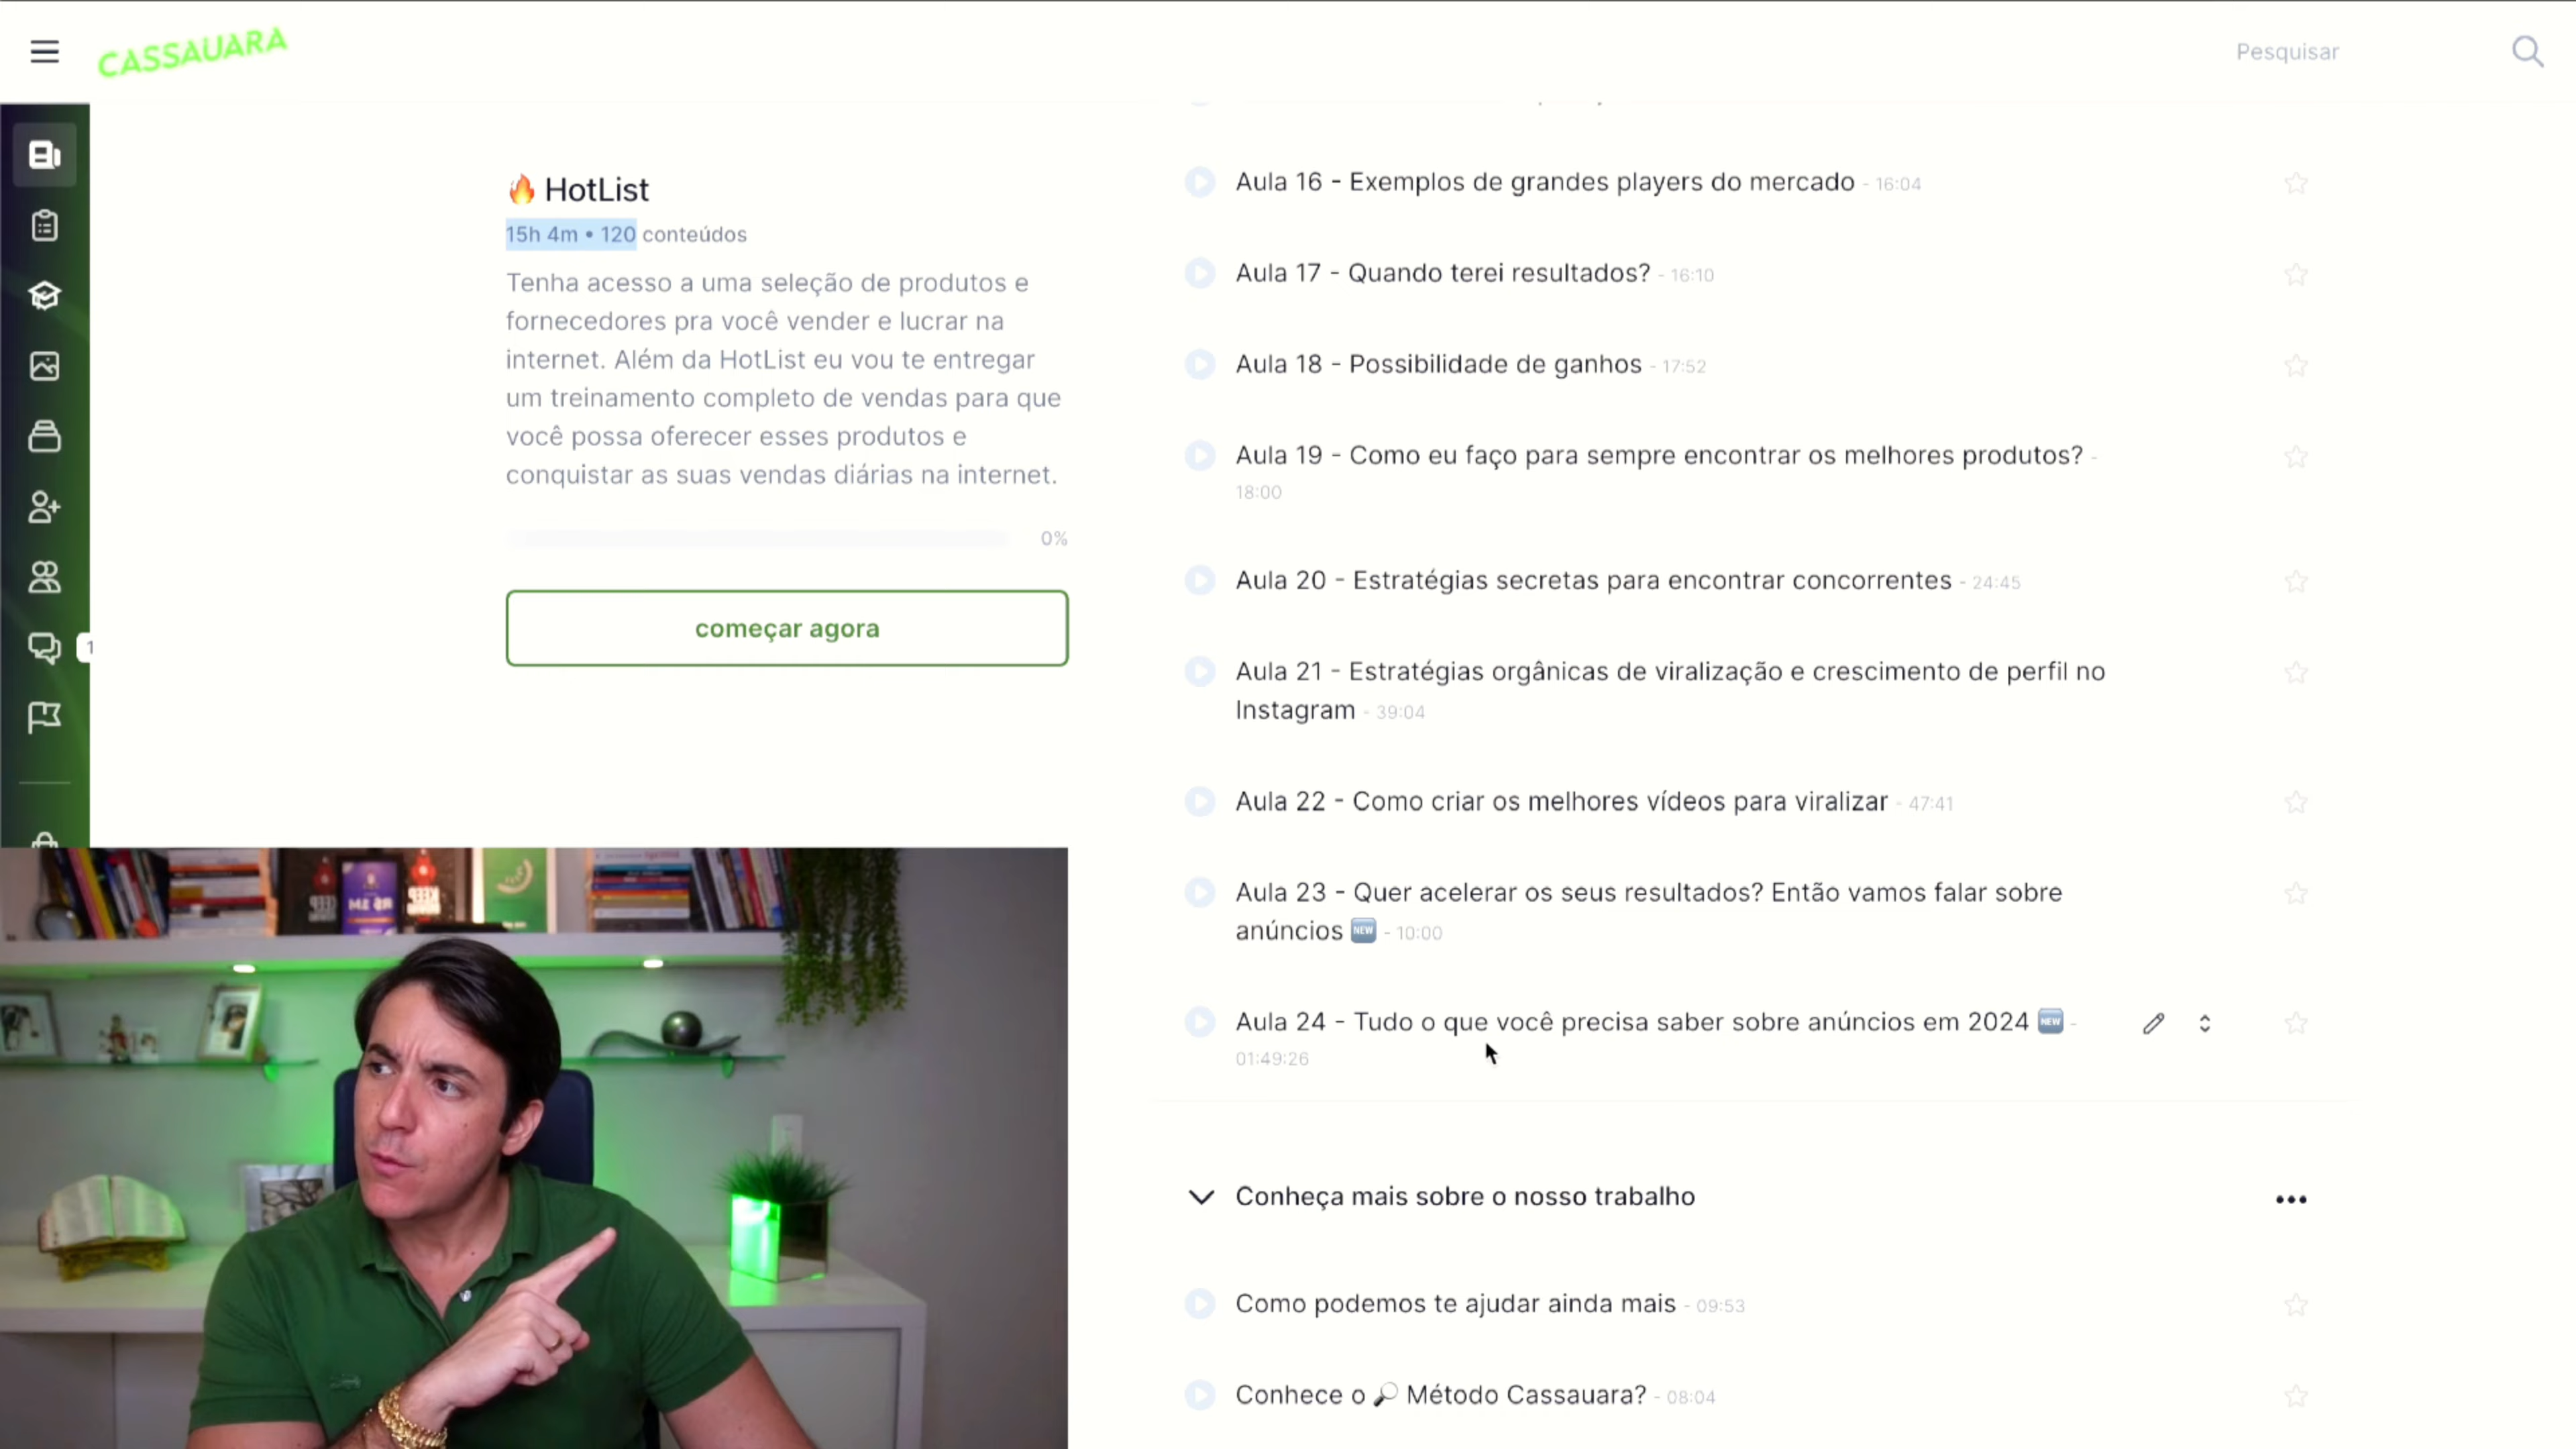 CASSAUARA
Pesquisar
🔥 HotList
15h 4m • 120 conteúdos
Tenha acesso a uma seleção de produtos e
fornecedores pra você vender e lucrar na
internet. Além da HotList eu vou te entregar
um treinamento completo de vendas para que
você possa oferecer esses produtos e
conquistar as suas vendas diárias na internet.
0%
começar agora
1
Aula 16 - Exemplos de grandes players do mercado - 16:04
Aula 17 - Quando terei resultados? - 16:10
Aula 18 - Possibilidade de ganhos - 17:52
Aula 19 - Como eu faço para sempre encontrar os melhores produtos? -
18:00
Aula 20 - Estratégias secretas para encontrar concorrentes - 24:45
Aula 21 - Estratégias orgânicas de viralização e crescimento de perfil no
Instagram - 39:04
Aula 22 - Como criar os melhores vídeos para viralizar - 47:41
Aula 23 - Quer acelerar os seus resultados? Então vamos falar sobre
anúncios 🆕 - 10:00
Aula 24 - Tudo o que você precisa saber sobre anúncios em 2024 🆕 -
01:49:26
Conheça mais sobre o nosso trabalho
Como podemos te ajudar ainda mais - 09:53
Conhece o 🔎 Método Cassauara? - 08:04